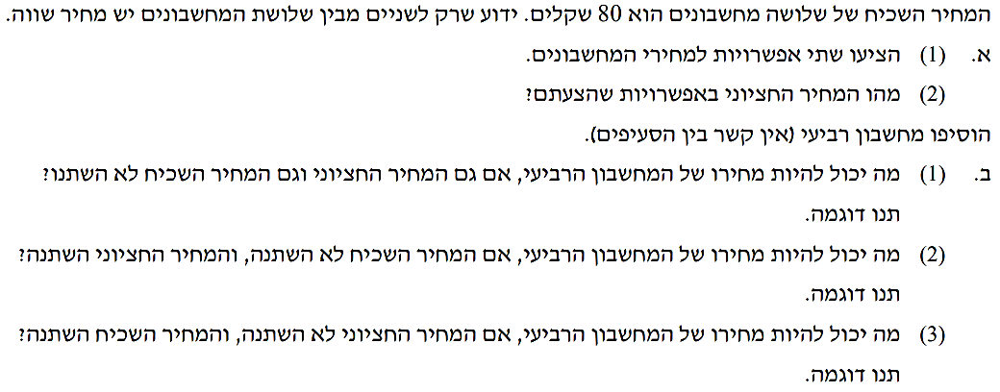 המחיר השכיח של שלושה מחשבונים הוא 80 שקלים. ידוע שרק לשניים מבין שלושת המחשבונים יש מחיר שווה.
א. (1) הציעו שתי אפשרויות למחירי המחשבונים.
(2) מהו המחיר החציוני באפשרויות שהצעתם?
הוסיפו מחשבון רביעי (אין קשר בין הסעיפים).
ב. (1) מה יכול להיות מחירו של המחשבון הרביעי, אם גם המחיר החציוני וגם המחיר השכיח לא השתנו?
תנו דוגמה.
(2) מה יכול להיות מחירו של המחשבון הרביעי, אם המחיר השכיח לא השתנה, והמחיר החציוני השתנה?
תנו דוגמה.
(3) מה יכול להיות מחירו של המחשבון הרביעי, אם המחיר החציוני לא השתנה, והמחיר השכיח השתנה?
תנו דוגמה.